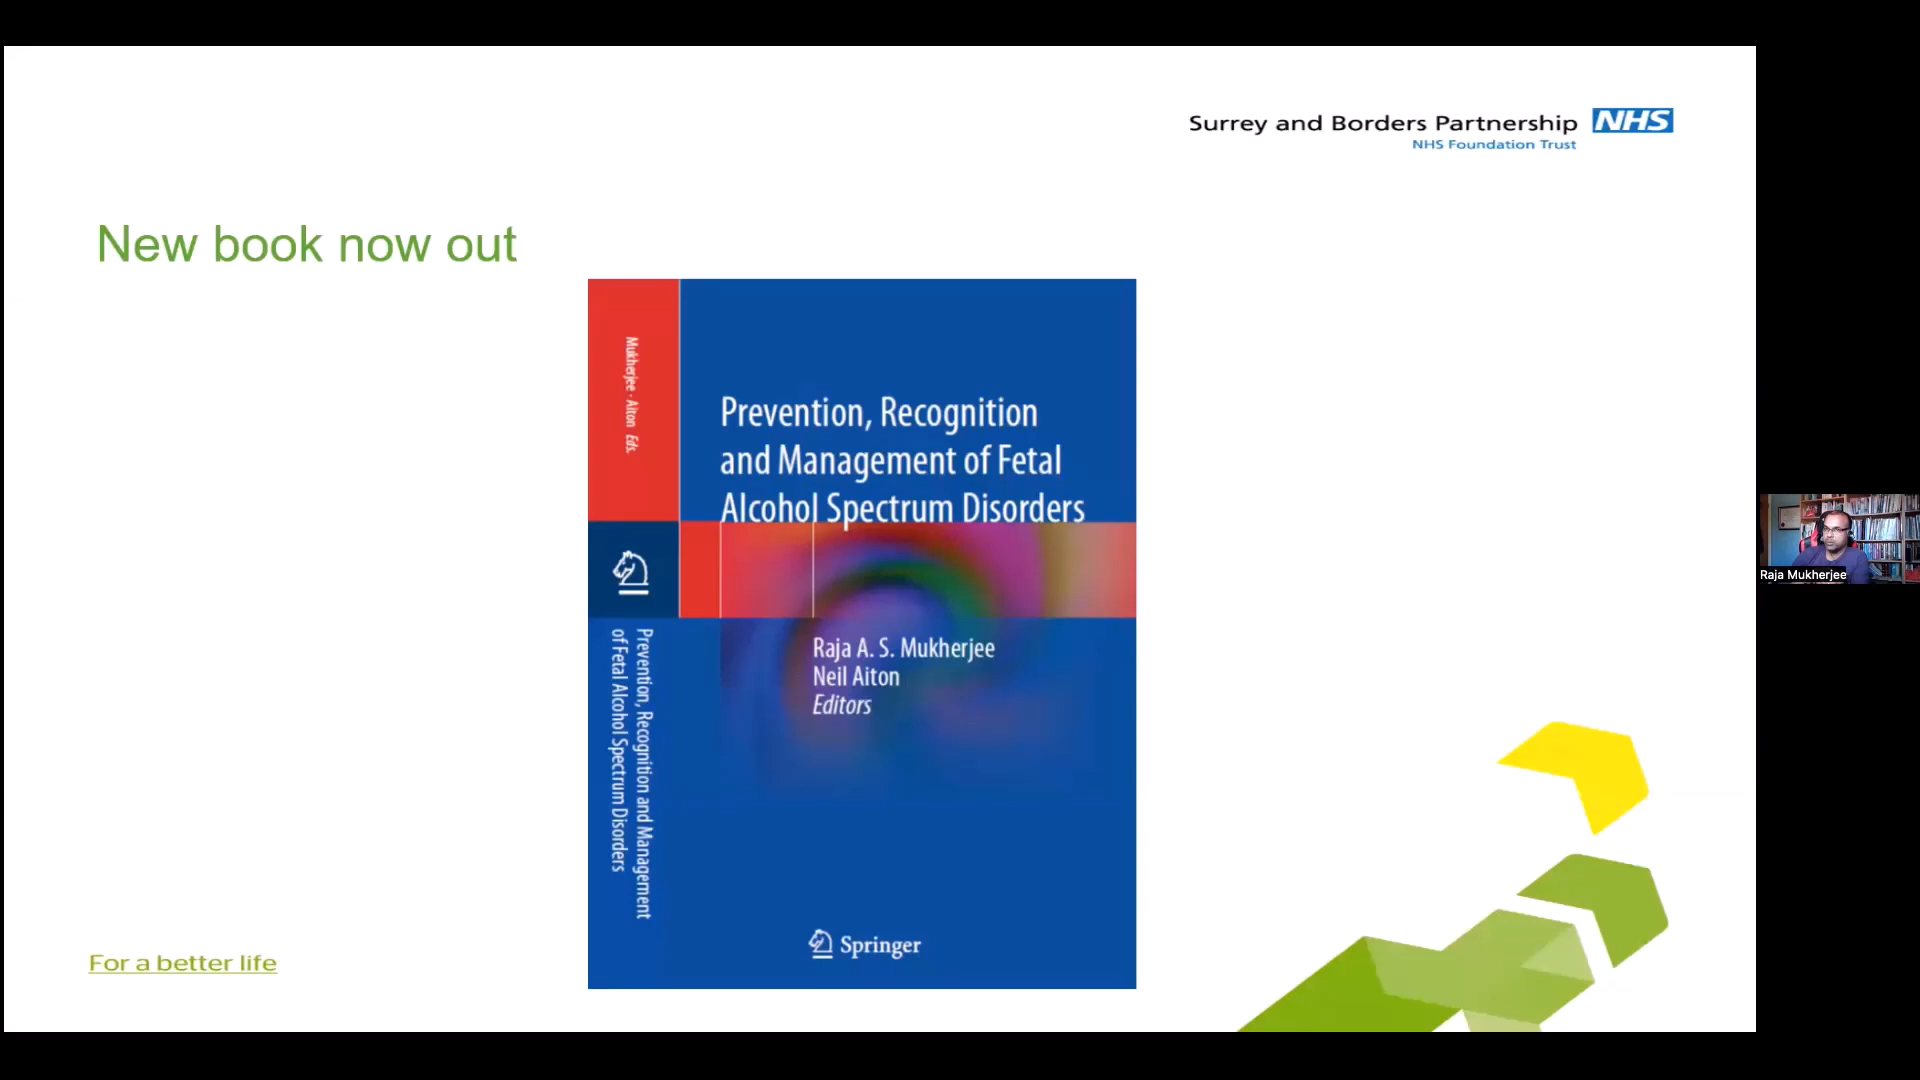 Surrey and Borders Partnership NHS
NHS Foundation Trust
New book now out
Mukherjee · Aiton Eds.
Prevention, Recognition and Management
of Fetal Alcohol Spectrum Disorders
Prevention, Recognition
and Management of Fetal
Alcohol Spectrum Disorders
Raja A. S. Mukherjee
Neil Aiton
Editors
Springer
For a better life
Raja Mukherjee